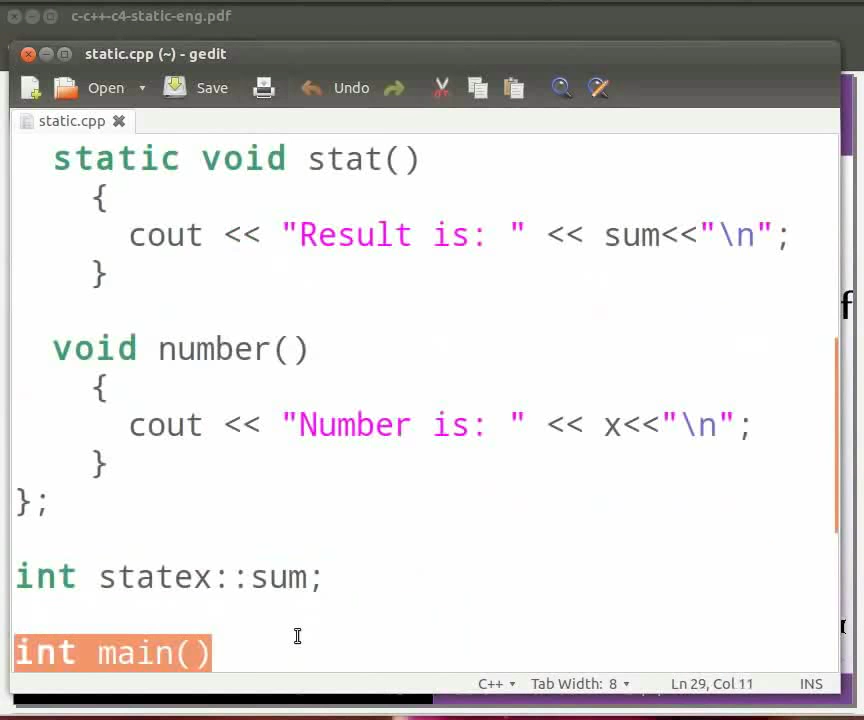 c-c++-c4-static-eng.pdf
static.cpp (~) - gedit
Open Save Undo
static.cpp
static void stat()
{
cout << "Result is: " << sum<<"\n";
}
void number()
{
cout << "Number is: " << x<<"\n";
}
};
int statex::sum;
int main()
C++ Tab Width: 8 Ln 29, Col 11 INS